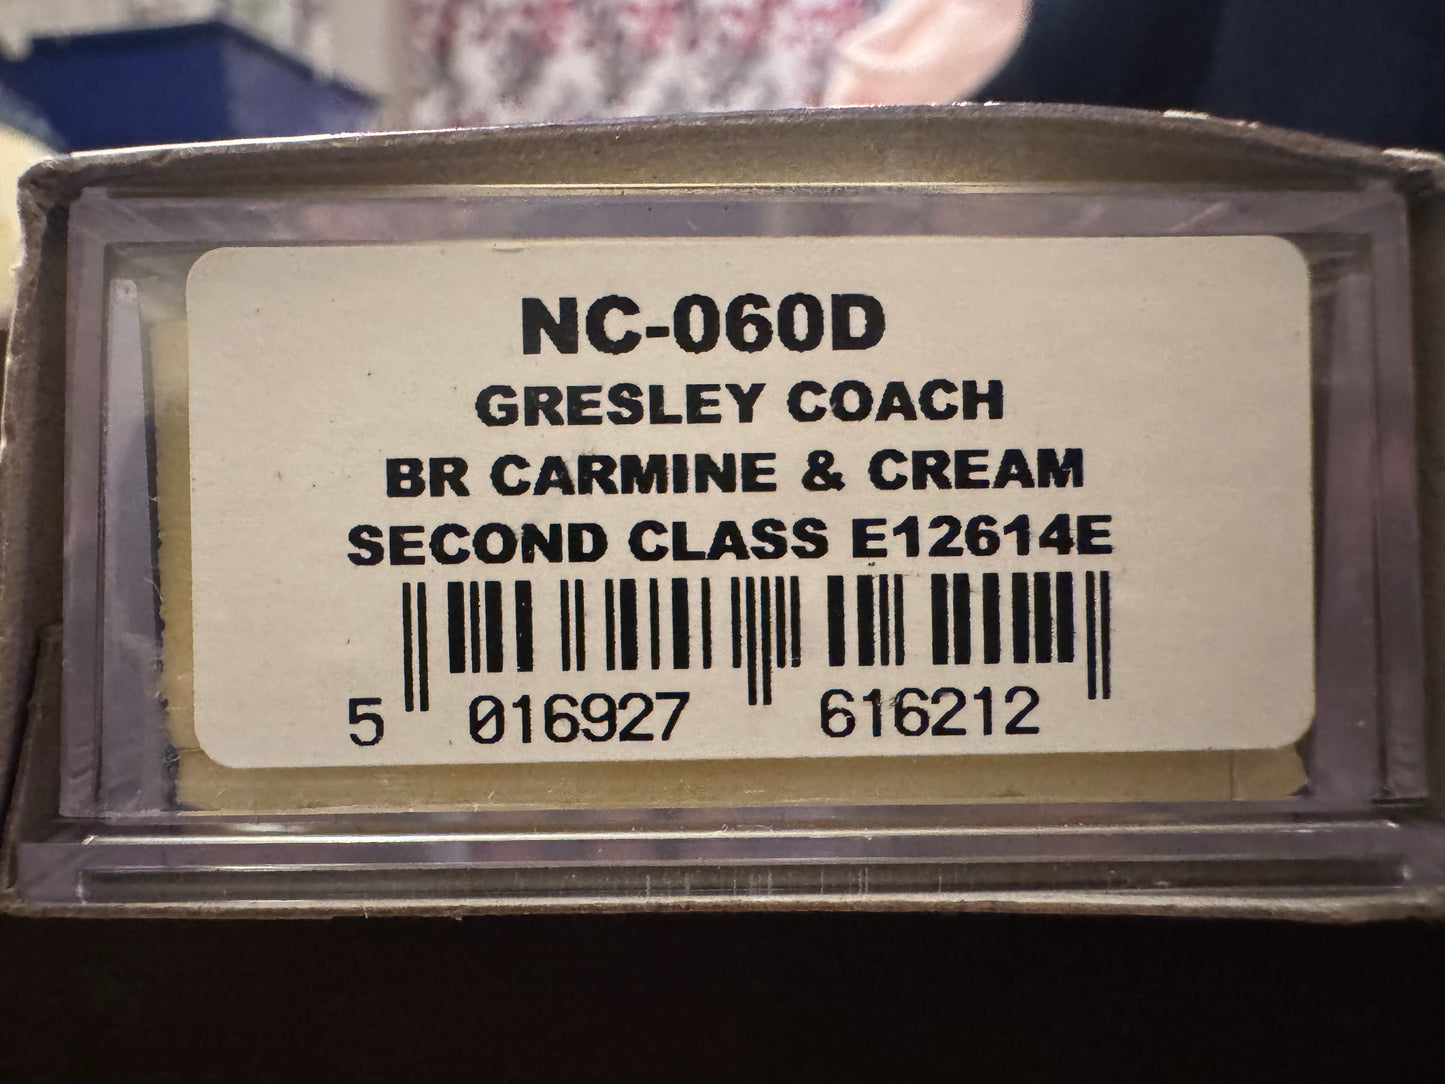 NC-060D
GRESLEY COACH
BR CARMINE & CREAM
SECOND CLASS E12614E
5 016927 616212